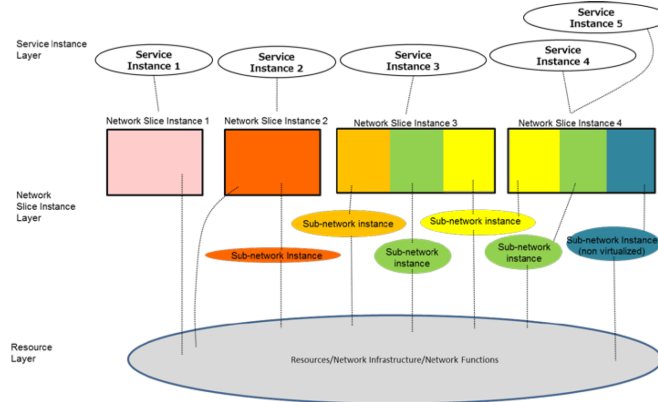 Service
Instance 5
Service Instance
Layer
Service
Instance 1
Service
Instance 2
Service
Instance 3
Service
Instance 4
Network Slice Instance 1
Network Slice Instance 2
Network Slice Instance 3
Network Slice Instance 4
Network
Slice Instance
Layer
Sub-network instance
Sub-network instance
Sub-network Instance
Sub-network
instance
Sub-network
instance
Sub-network Instance
(non virtualized)
Resource
Layer
Resources/Network Infrastructure/Network Functions